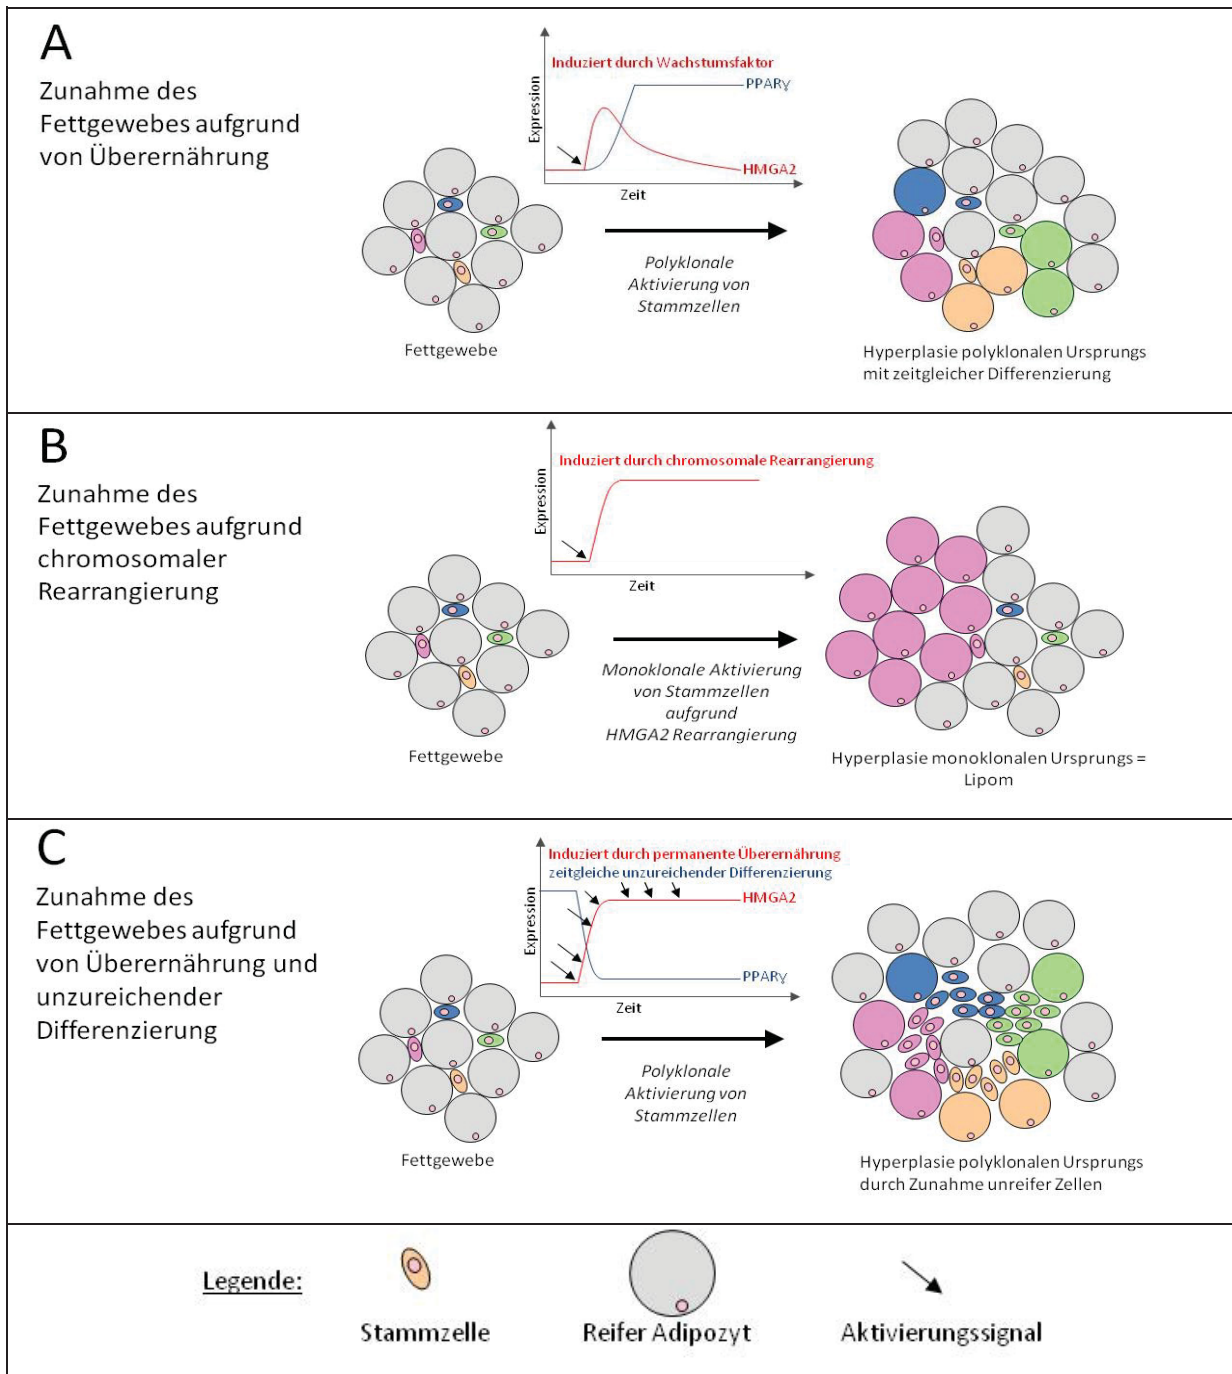 A
Zunahme des
Fettgewebes aufgrund
von Überernährung
Induziert durch Wachstumsfaktor
Expression
PPARɣ
HMGA2
Zeit
Polyklonale
Aktivierung von
Stammzellen
Fettgewebe
Hyperplasie polyklonalen Ursprungs
mit zeitgleicher Differenzierung
B
Zunahme des
Fettgewebes aufgrund
chromosomaler
Rearrangierung
Induziert durch chromosomale Rearrangierung
Expression
Zeit
Monoklonale Aktivierung
von Stammzellen
aufgrund
HMGA2 Rearrangierung
Fettgewebe
Hyperplasie monoklonalen Ursprungs =
Lipom
C
Zunahme des
Fettgewebes aufgrund
von Überernährung und
unzureichender
Differenzierung
Induziert durch permanente Überernährung
zeitgleiche unzureichender Differenzierung
Expression
HMGA2
PPARɣ
Zeit
Polyklonale
Aktivierung von
Stammzellen
Fettgewebe
Hyperplasie polyklonalen Ursprungs
durch Zunahme unreifer Zellen
Legende:
Stammzelle
Reifer Adipozyt
Aktivierungssignal